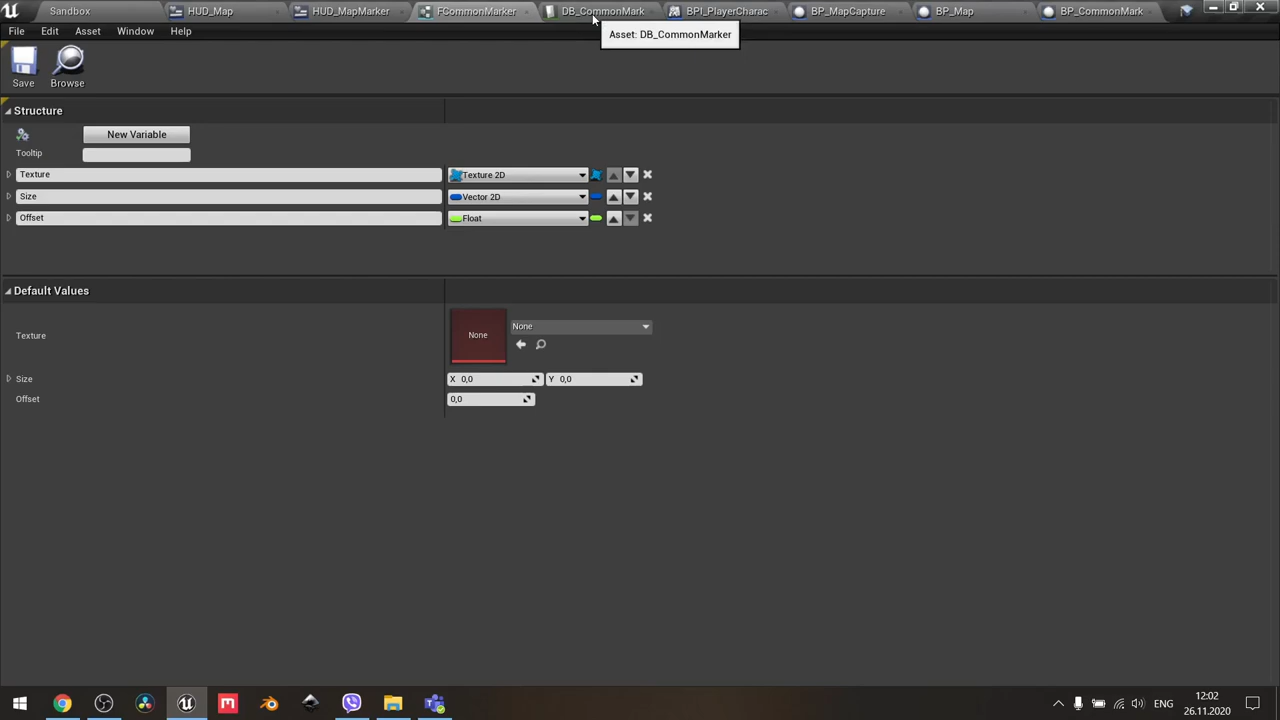 Sandbox HUD_Map HUD_MapMarker FCommonMarker DB_CommonMark BPI_PlayerCharac BP_MapCapture BP_Map BP_CommonMark
File Edit Asset Window Help
Asset: DB_CommonMarker
Save Browse
Structure
New Variable
Tooltip
Texture Texture 2D
Size Vector 2D
Offset Float
Default Values
Texture None None
Size X 0,0 Y 0,0
Offset 0,0
ENG 12:02
26.11.2020